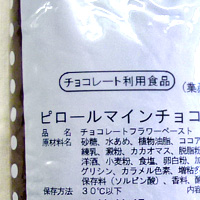 チョコレート利用食品
(業
ピロールマインチョコ
品 名 チョコレートフラワーペースト
原材料名 砂糖、水あめ、植物油脂、ココア
練乳、澱粉、カカオマス、脱脂粉
洋酒、小麦粉、食塩、卵白粉、加
グリシン、カラメル色素、増粘
保存料(ソルビン酸)、香料、
保存方法 30℃以下